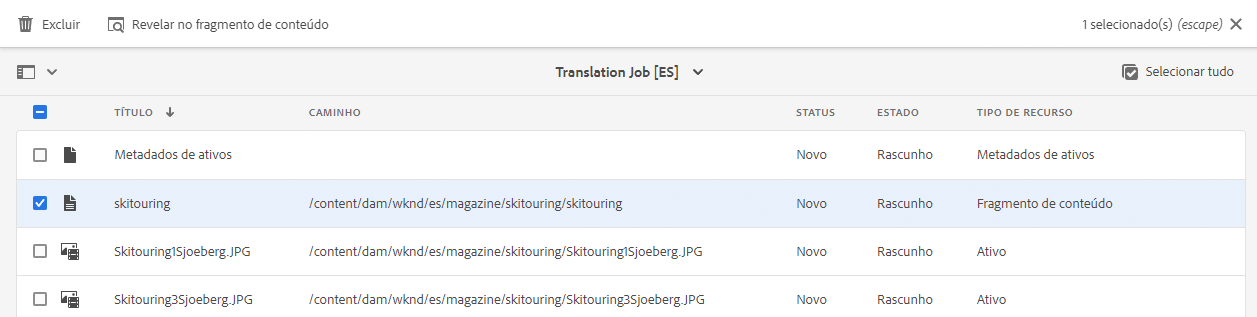 Excluir Revelar no fragmento de conteúdo 1 selecionado(s) (escape)
Translation Job [ES] Selecionar tudo
TÍTULO CAMINHO STATUS ESTADO TIPO DE RECURSO
Metadados de ativos Novo Rascunho Metadados de ativos
skitouring /content/dam/wknd/es/magazine/skitouring/skitouring Novo Rascunho Fragmento de conteúdo
Skitouring1Sjoeberg.JPG /content/dam/wknd/es/magazine/skitouring/Skitouring1Sjoeberg.JPG Novo Rascunho Ativo
Skitouring3Sjoeberg.JPG /content/dam/wknd/es/magazine/skitouring/Skitouring3Sjoeberg.JPG Novo Rascunho Ativo